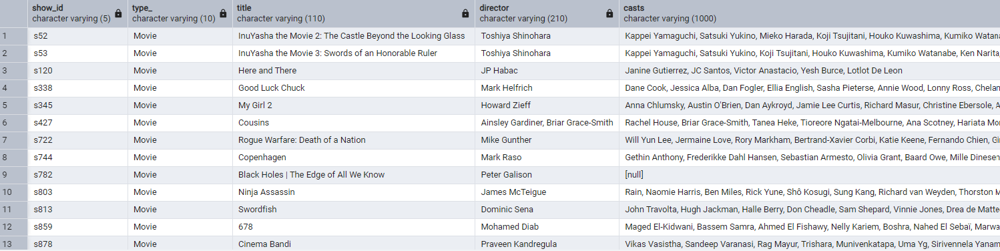 show_id type_ title director casts
character varying (5) character varying (10) character varying (110) character varying (210) character varying (1000)
1 s52 Movie InuYasha the Movie 2: The Castle Beyond the Looking Glass Toshiya Shinohara Kappei Yamaguchi, Satsuki Yukino, Mieko Harada, Koji Tsujitani, Houko Kuwashima, Kumiko Watana
2 s53 Movie InuYasha the Movie 3: Swords of an Honorable Ruler Toshiya Shinohara Kappei Yamaguchi, Satsuki Yukino, Koji Tsujitani, Houko Kuwashima, Kumiko Watanabe, Ken Narita,
3 s120 Movie Here and There JP Habac Janine Gutierrez, JC Santos, Victor Anastacio, Yesh Burce, Lotlot De Leon
4 s338 Movie Good Luck Chuck Mark Helfrich Dane Cook, Jessica Alba, Dan Fogler, Ellia English, Sasha Pieterse, Annie Wood, Lonny Ross, Chelan
5 s345 Movie My Girl 2 Howard Zieff Anna Chlumsky, Austin O'Brien, Dan Aykroyd, Jamie Lee Curtis, Richard Masur, Christine Ebersole, A
6 s427 Movie Cousins Ainsley Gardiner, Briar Grace-Smith Rachel House, Briar Grace-Smith, Tanea Heke, Tioreore Ngatai-Melbourne, Ana Scotney, Hariata Mo
7 s722 Movie Rogue Warfare: Death of a Nation Mike Gunther Will Yun Lee, Jermaine Love, Rory Markham, Bertrand-Xavier Corbi, Katie Keene, Fernando Chien, Gi
8 s744 Movie Copenhagen Mark Raso Gethin Anthony, Frederikke Dahl Hansen, Sebastian Armesto, Olivia Grant, Baard Owe, Mille Dinesen
9 s782 Movie Black Holes | The Edge of All We Know Peter Galison [null]
10 s803 Movie Ninja Assassin James McTeigue Rain, Naomie Harris, Ben Miles, Rick Yune, Shô Kosugi, Sung Kang, Richard van Weyden, Thorston M
11 s813 Movie Swordfish Dominic Sena John Travolta, Hugh Jackman, Halle Berry, Don Cheadle, Sam Shepard, Vinnie Jones, Drea de Matte
12 s859 Movie 678 Mohamed Diab Maged El-Kidwani, Bassem Samra, Ahmed El Fishawy, Nelly Kariem, Boshra, Nahed El Sebaï, Marwa
13 s878 Movie Cinema Bandi Praveen Kandregula Vikas Vasistha, Sandeep Varanasi, Rag Mayur, Trishara, Munivenkatapa, Uma Yg, Sirivennela Yanam